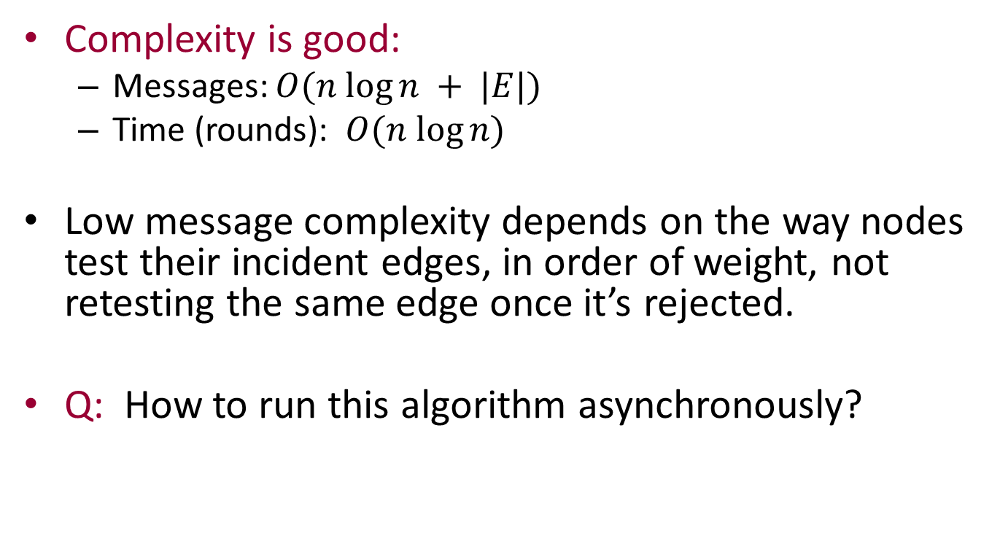 • Complexity is good:
– Messages: O(n log n + |E|)
– Time (rounds): O(n log n)
• Low message complexity depends on the way nodes
test their incident edges, in order of weight, not
retesting the same edge once it’s rejected.
• Q: How to run this algorithm asynchronously?